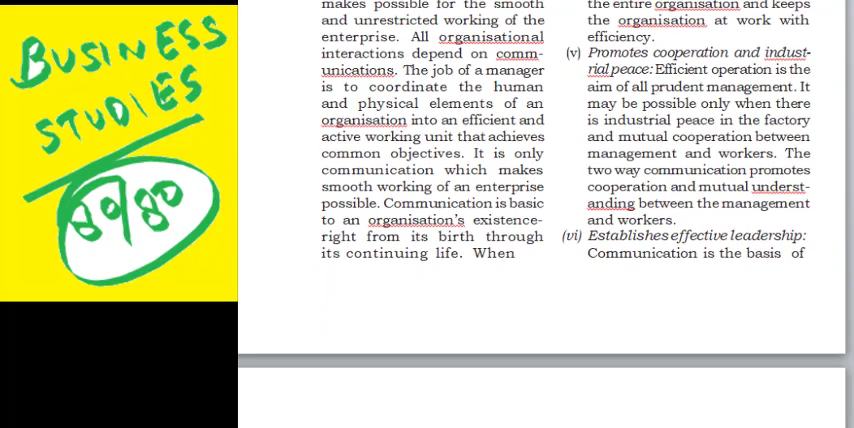 BUSINESS
STUDIES
80/80
makes possible for the smooth
and unrestricted working of the
enterprise. All organisational
interactions depend on comm-
unications. The job of a manager
is to coordinate the human
and physical elements of an
organisation into an efficient and
active working unit that achieves
common objectives. It is only
communication which makes
smooth working of an enterprise
possible. Communication is basic
to an organisation's existence-
right from its birth through
its continuing life. When
the entire organisation and keeps
the organisation at work with
efficiency.
(v) Promotes cooperation and indust-
rial peace: Efficient operation is the
aim of all prudent management. It
may be possible only when there
is industrial peace in the factory
and mutual cooperation between
management and workers. The
two way communication promotes
cooperation and mutual underst-
anding between the management
and workers.
(vi) Establishes effective leadership:
Communication is the basis of